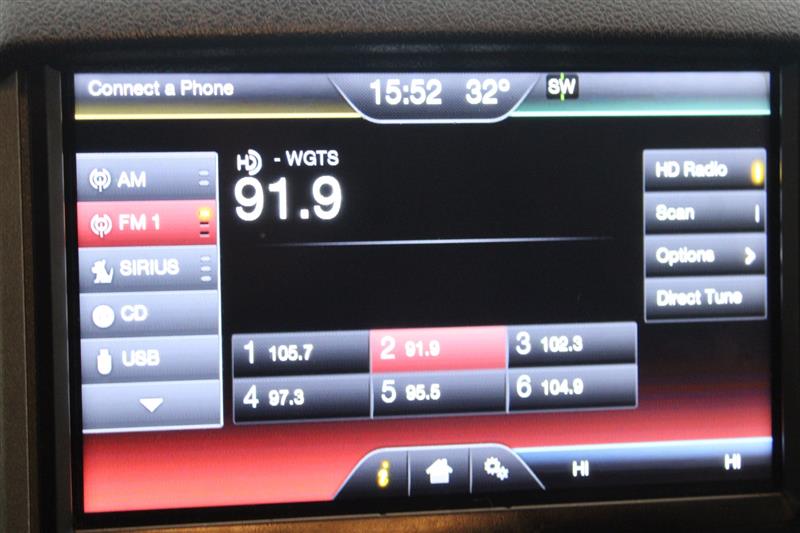 Connect a Phone
15:52 32° SW
AM
FM 1
SIRIUS
CD
USB
HD - WGTS
91.9
HD Radio
Scan
Options >
Direct Tune
1 105.7 2 91.9 3 102.3
4 97.3 5 95.5 6 104.9
i HI HI